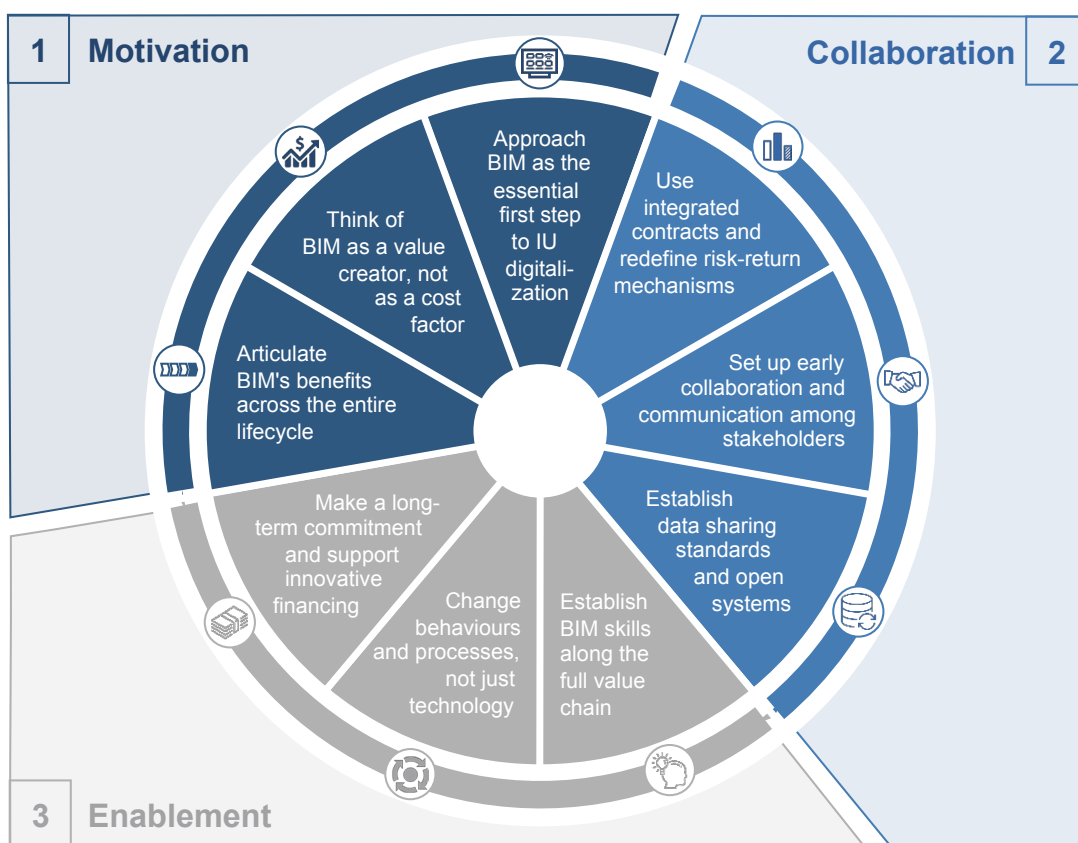 1 Motivation
Approach
BIM as the
essential
first step
to IU
digitali-
zation
Think of
BIM as a value
creator, not
as a cost
factor
$
Articulate
BIM's benefits
across the entire
lifecycle
Collaboration 2
Use
integrated
contracts and
redefine risk-return
mechanisms
Set up early
collaboration and
communication among
stakeholders
Establish
data sharing
standards
and open
systems
3 Enablement
Establish
BIM skills
along the
full value
chain
Change
behaviours
and processes,
not just
technology
Make a long-
term commitment
and support
innovative
financing